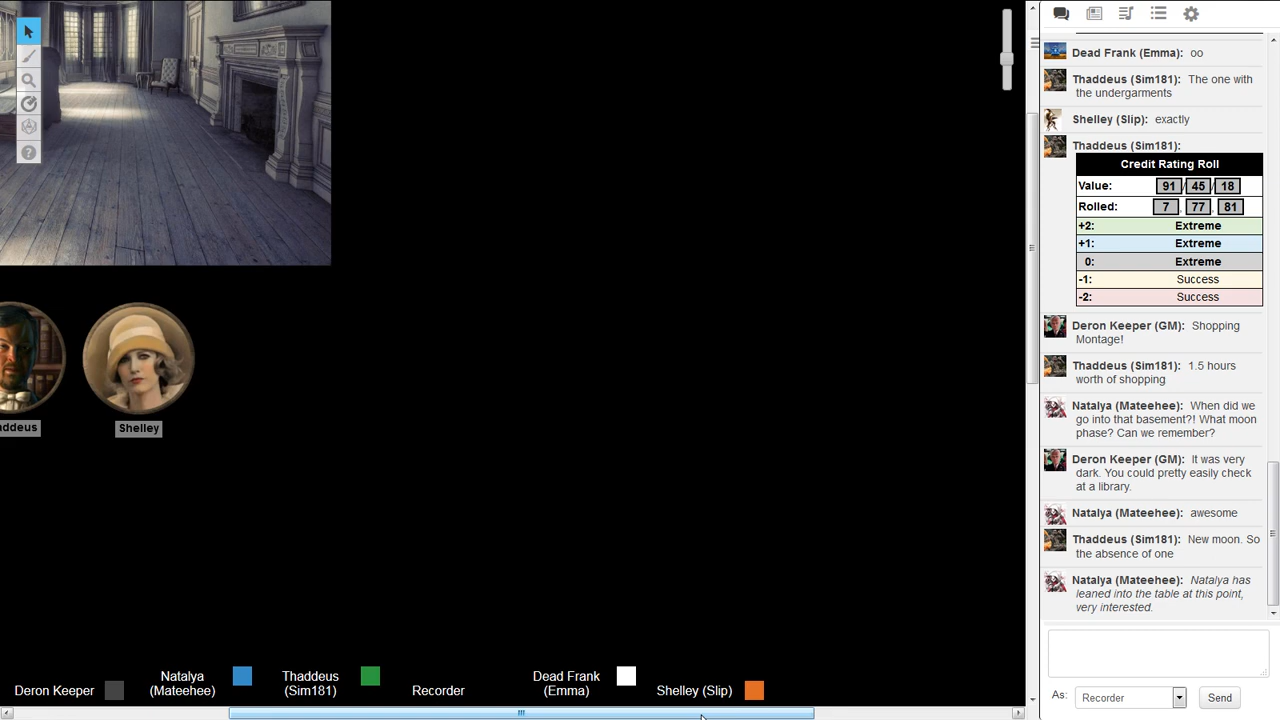 Dead Frank (Emma): oo
Thaddeus (Sim181): The one with
the undergarments
Shelley (Slip): exactly
Thaddeus (Sim181):
Credit Rating Roll
Value: 91 / 45 / 18
Rolled: 7 , 77 , 81
+2: Extreme
+1: Extreme
0: Extreme
-1: Success
-2: Success
Deron Keeper (GM): Shopping
Montage!
Thaddeus (Sim181): 1.5 hours
worth of shopping
Natalya (Mateehee): When did we
go into that basement?! What moon
phase? Can we remember?
Deron Keeper (GM): It was very
dark. You could pretty easily check
at a library.
Natalya (Mateehee): awesome
Thaddeus (Sim181): New moon. So
the absence of one
Natalya (Mateehee): Natalya has
leaned into the table at this point,
very interested.
As: Recorder Send
addeus
Shelley
Deron Keeper
Natalya
(Mateehee)
Thaddeus
(Sim181)
Recorder
Dead Frank
(Emma)
Shelley (Slip)